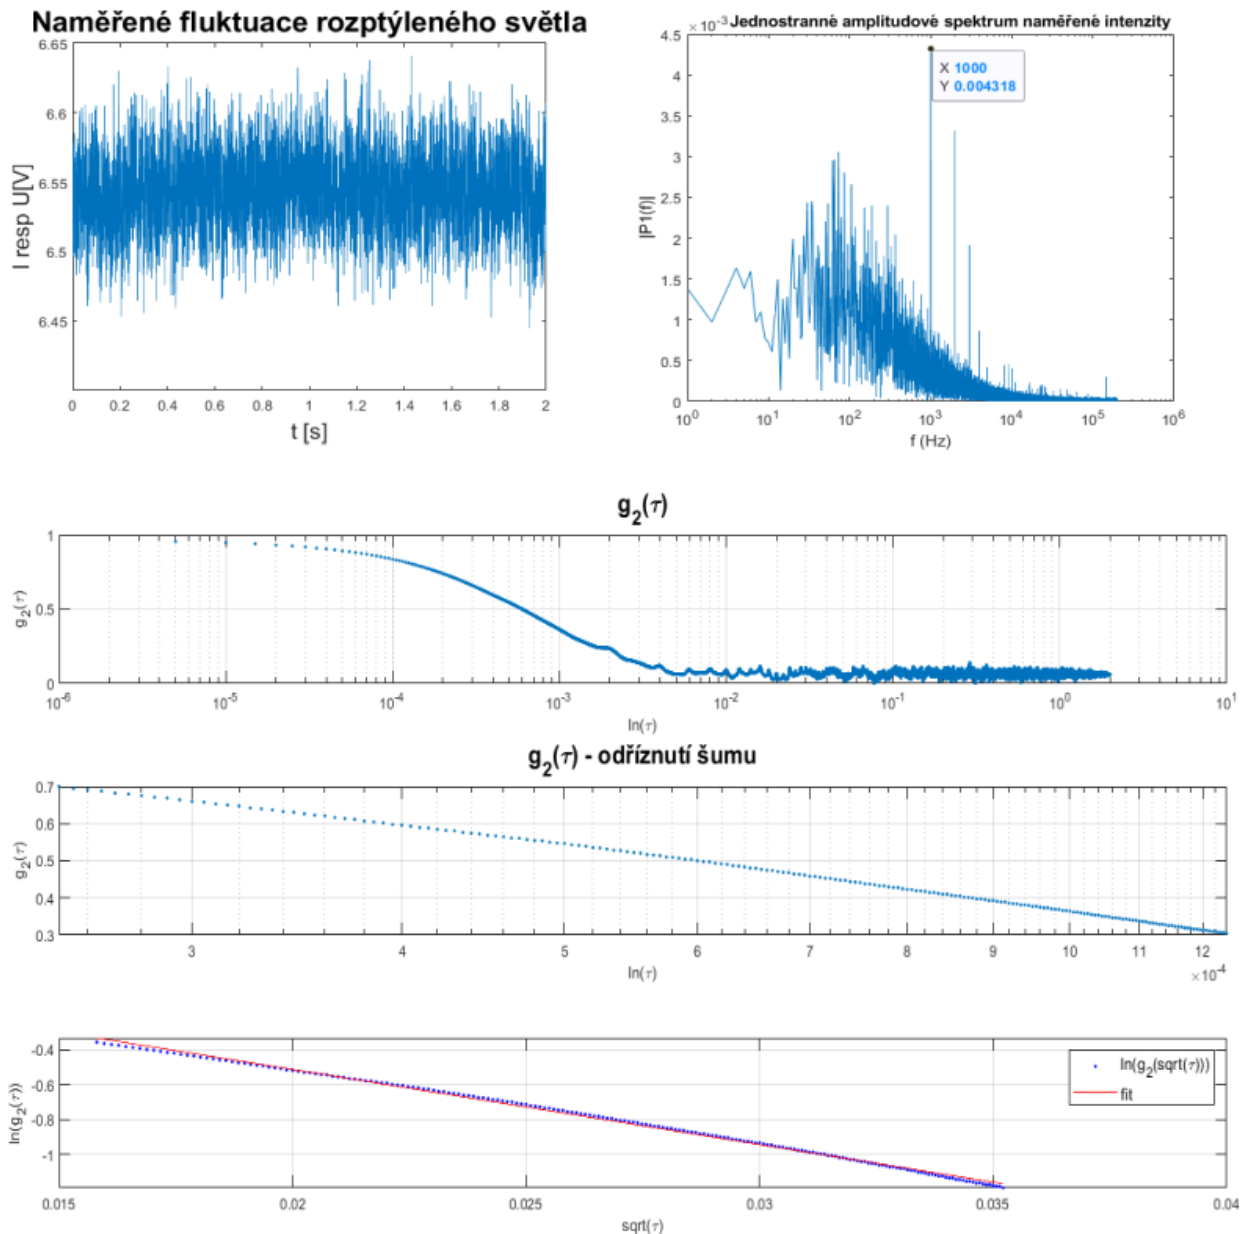 Naměřené fluktuace rozptýleného světla
6.65
6.6
6.55
6.5
6.45
I resp U[V]
0 0.2 0.4 0.6 0.8 1 1.2 1.4 1.6 1.8 2
t [s]
×10⁻³ Jednostranné amplitudové spektrum naměřené intenzity
4.5
4
3.5
3
2.5
2
1.5
1
0.5
0
|P1(f)|
X 1000
Y 0.004318
10⁰ 10¹ 10² 10³ 10⁴ 10⁵ 10⁶
f (Hz)
g₂(τ)
1
0.5
0
g₂(τ)
10⁻⁶ 10⁻⁵ 10⁻⁴ 10⁻³ 10⁻² 10⁻¹ 10⁰ 10¹
ln(τ)
g₂(τ) - odříznutí šumu
0.7
0.6
0.5
0.4
0.3
g₂(τ)
3 4 5 6 7 8 9 10 11 12
ln(τ)
×10⁻⁴
-0.4
-0.6
-0.8
-1
ln(g₂(τ))
ln(g₂(sqrt(τ)))
fit
0.015 0.02 0.025 0.03 0.035 0.04
sqrt(τ)